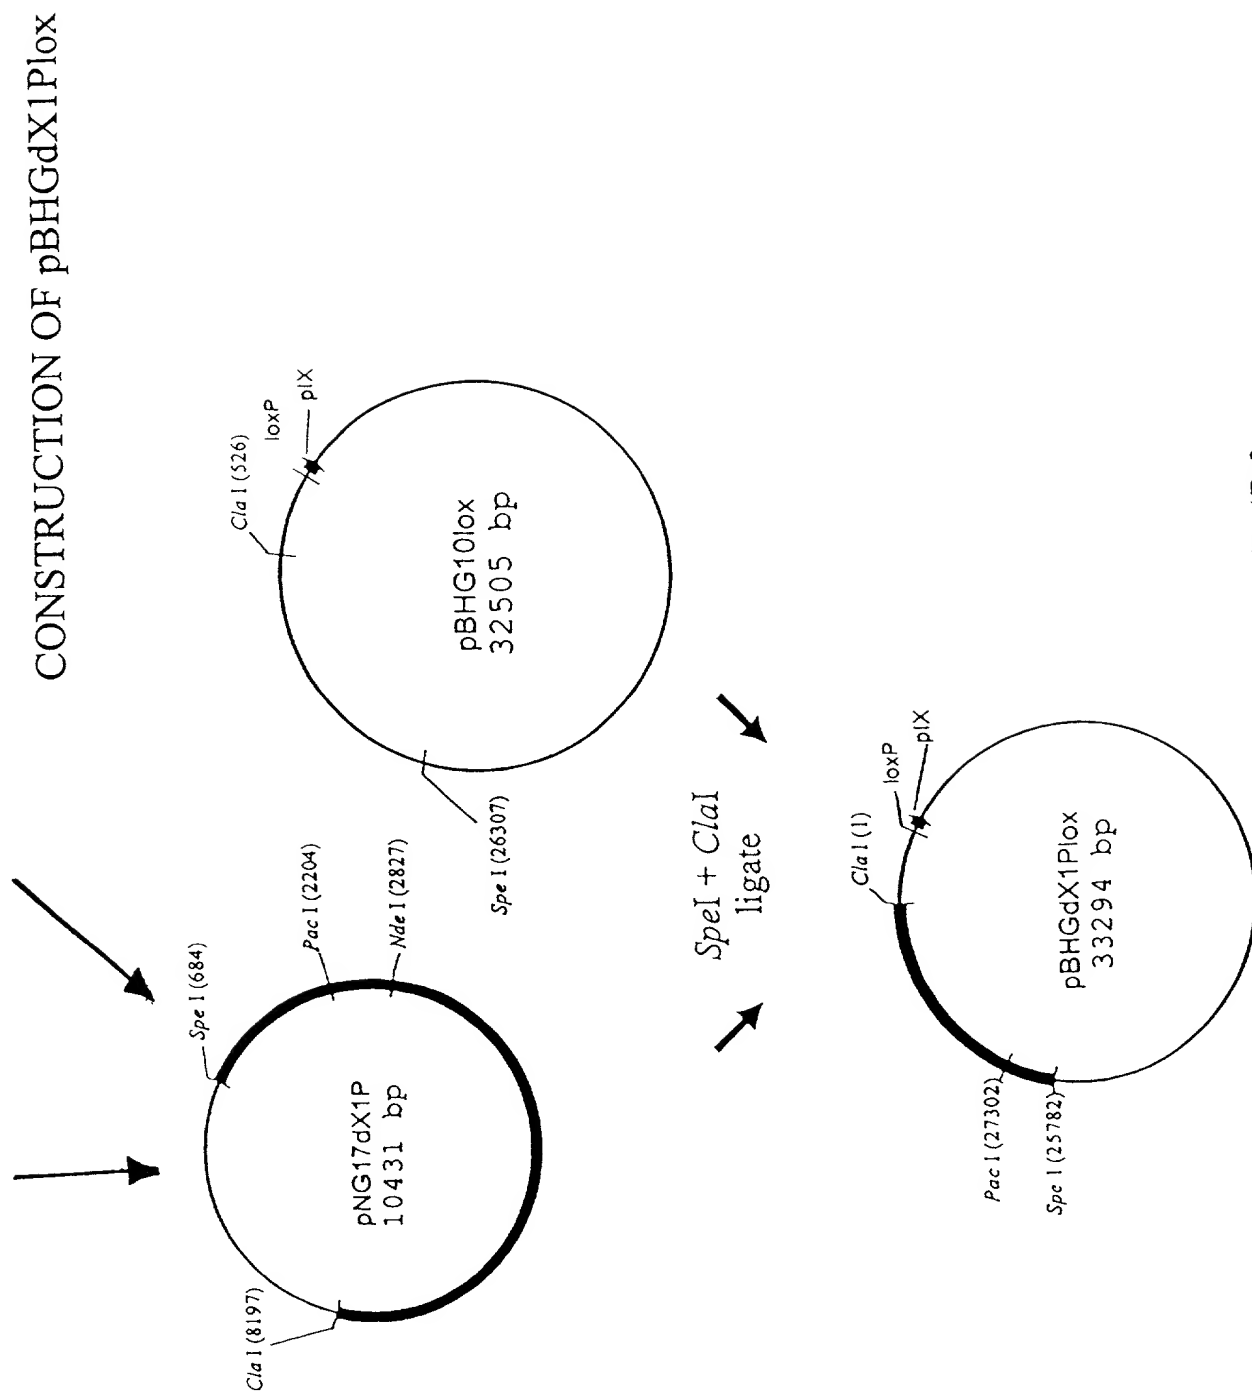 CONSTRUCTION OF pBHGdX1Plox
Spe I (684)
Pac I (2204)
Nde I (2827)
Cla I (8197)
pNG17dX1P
10431 bp
Cla I (526)
loxP
pIX
pBHG10lox
32505 bp
Spe I (26307)
SpeI + ClaI
ligate
Cla I (1)
loxP
pIX
pBHGdX1Plox
33294 bp
Pac I (27302)
Spe I (25782)